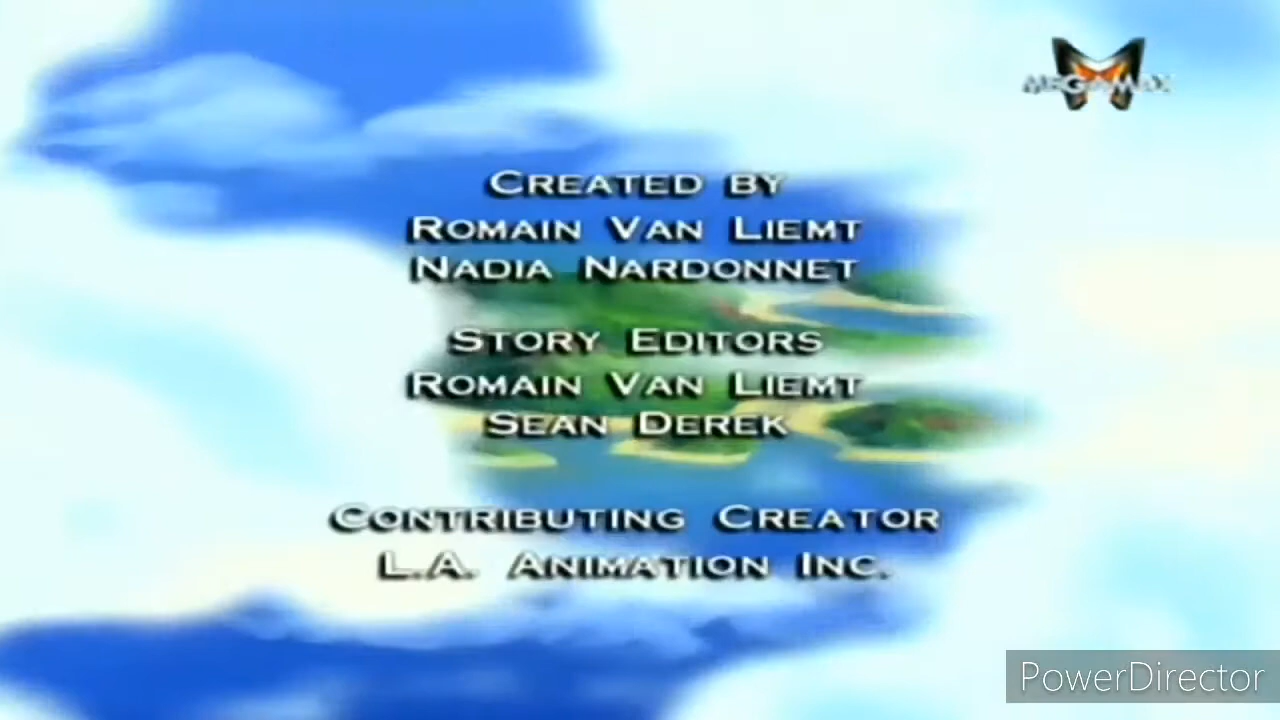 MEGAMAX
CREATED BY
ROMAIN VAN LIEMT
NADIA NARDONNET
STORY EDITORS
ROMAIN VAN LIEMT
SEAN DEREK
CONTRIBUTING CREATOR
L.A. ANIMATION INC.
PowerDirector